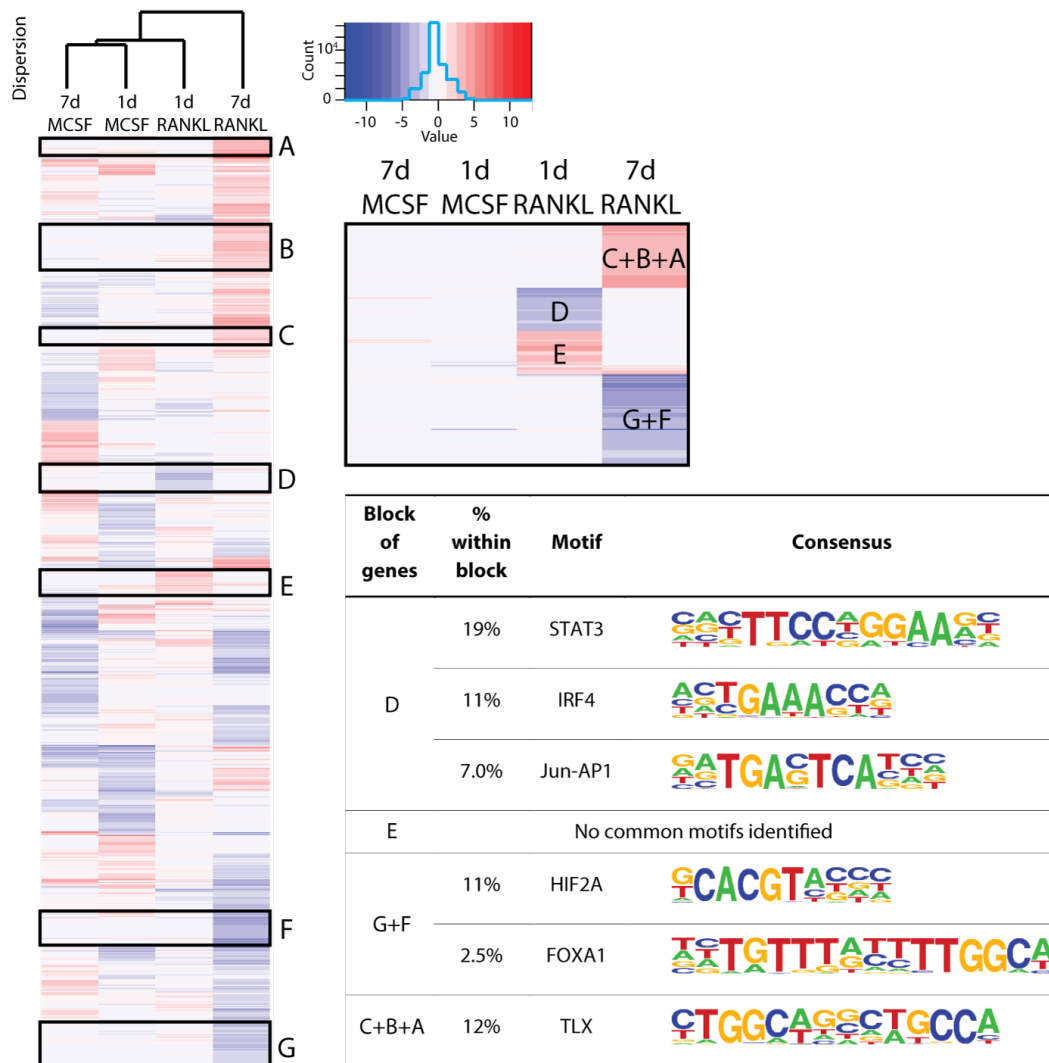 Dispersion
7d 1d 1d 7d
MCSF MCSF RANKL RANKL
A
B
C
D
E
F
G
Count
10⁴
0
-10 -5 0 5 10
Value
7d 1d 1d 7d
MCSF MCSF RANKL RANKL
C+B+A
D
E
G+F
Block of genes % within block Motif Consensus
D
19% STAT3
11% IRF4
7.0% Jun-AP1
E No common motifs identified
G+F
11% HIF2A
2.5% FOXA1
C+B+A 12% TLX